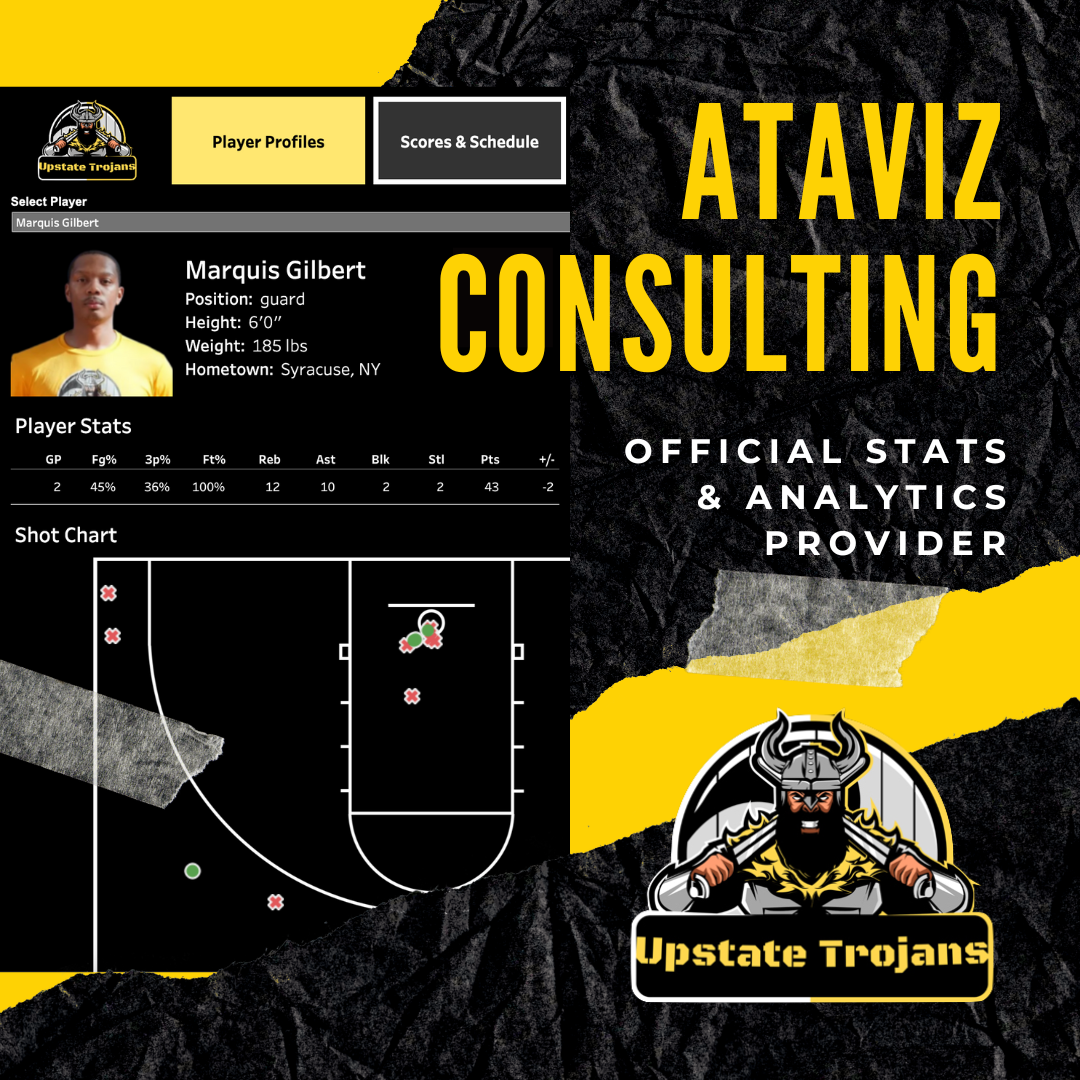 Upstate Trojans
Player Profiles
Scores & Schedule
Select Player
Marquis Gilbert
Marquis Gilbert
Position: guard
Height: 6’0”
Weight: 185 lbs
Hometown: Syracuse, NY
Player Stats
GP Fg% 3p% Ft% Reb Ast Blk Stl Pts +/-
2 45% 36% 100% 12 10 2 2 43 -2
Shot Chart
ATAVIZ
CONSULTING
OFFICIAL STATS
& ANALYTICS
PROVIDER
Upstate Trojans